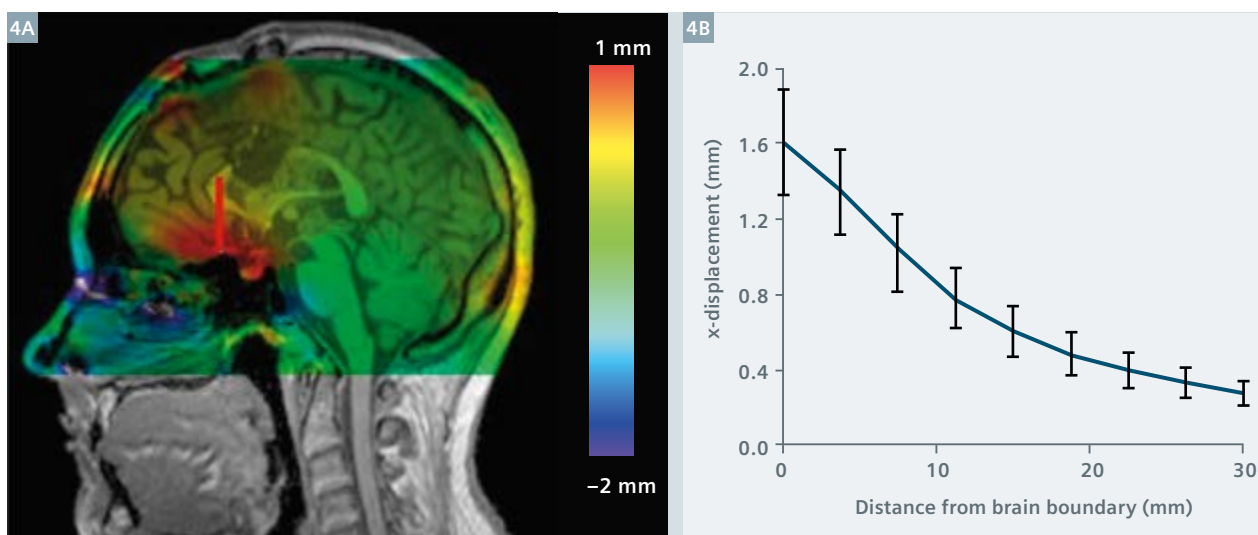 4A
1 mm
−2 mm
4B
x-displacement (mm)
2.0
1.6
1.2
0.8
0.4
0.0
0 10 20 30
Distance from brain boundary (mm)